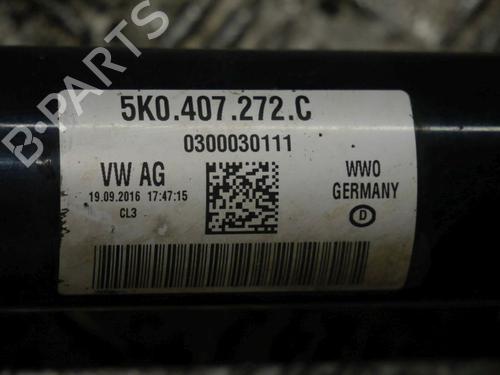 B-PARTS
5K0.407.272.C
0300030111
VW AG
19.09.2016 17:47:15
CL3
WWO
GERMANY
D